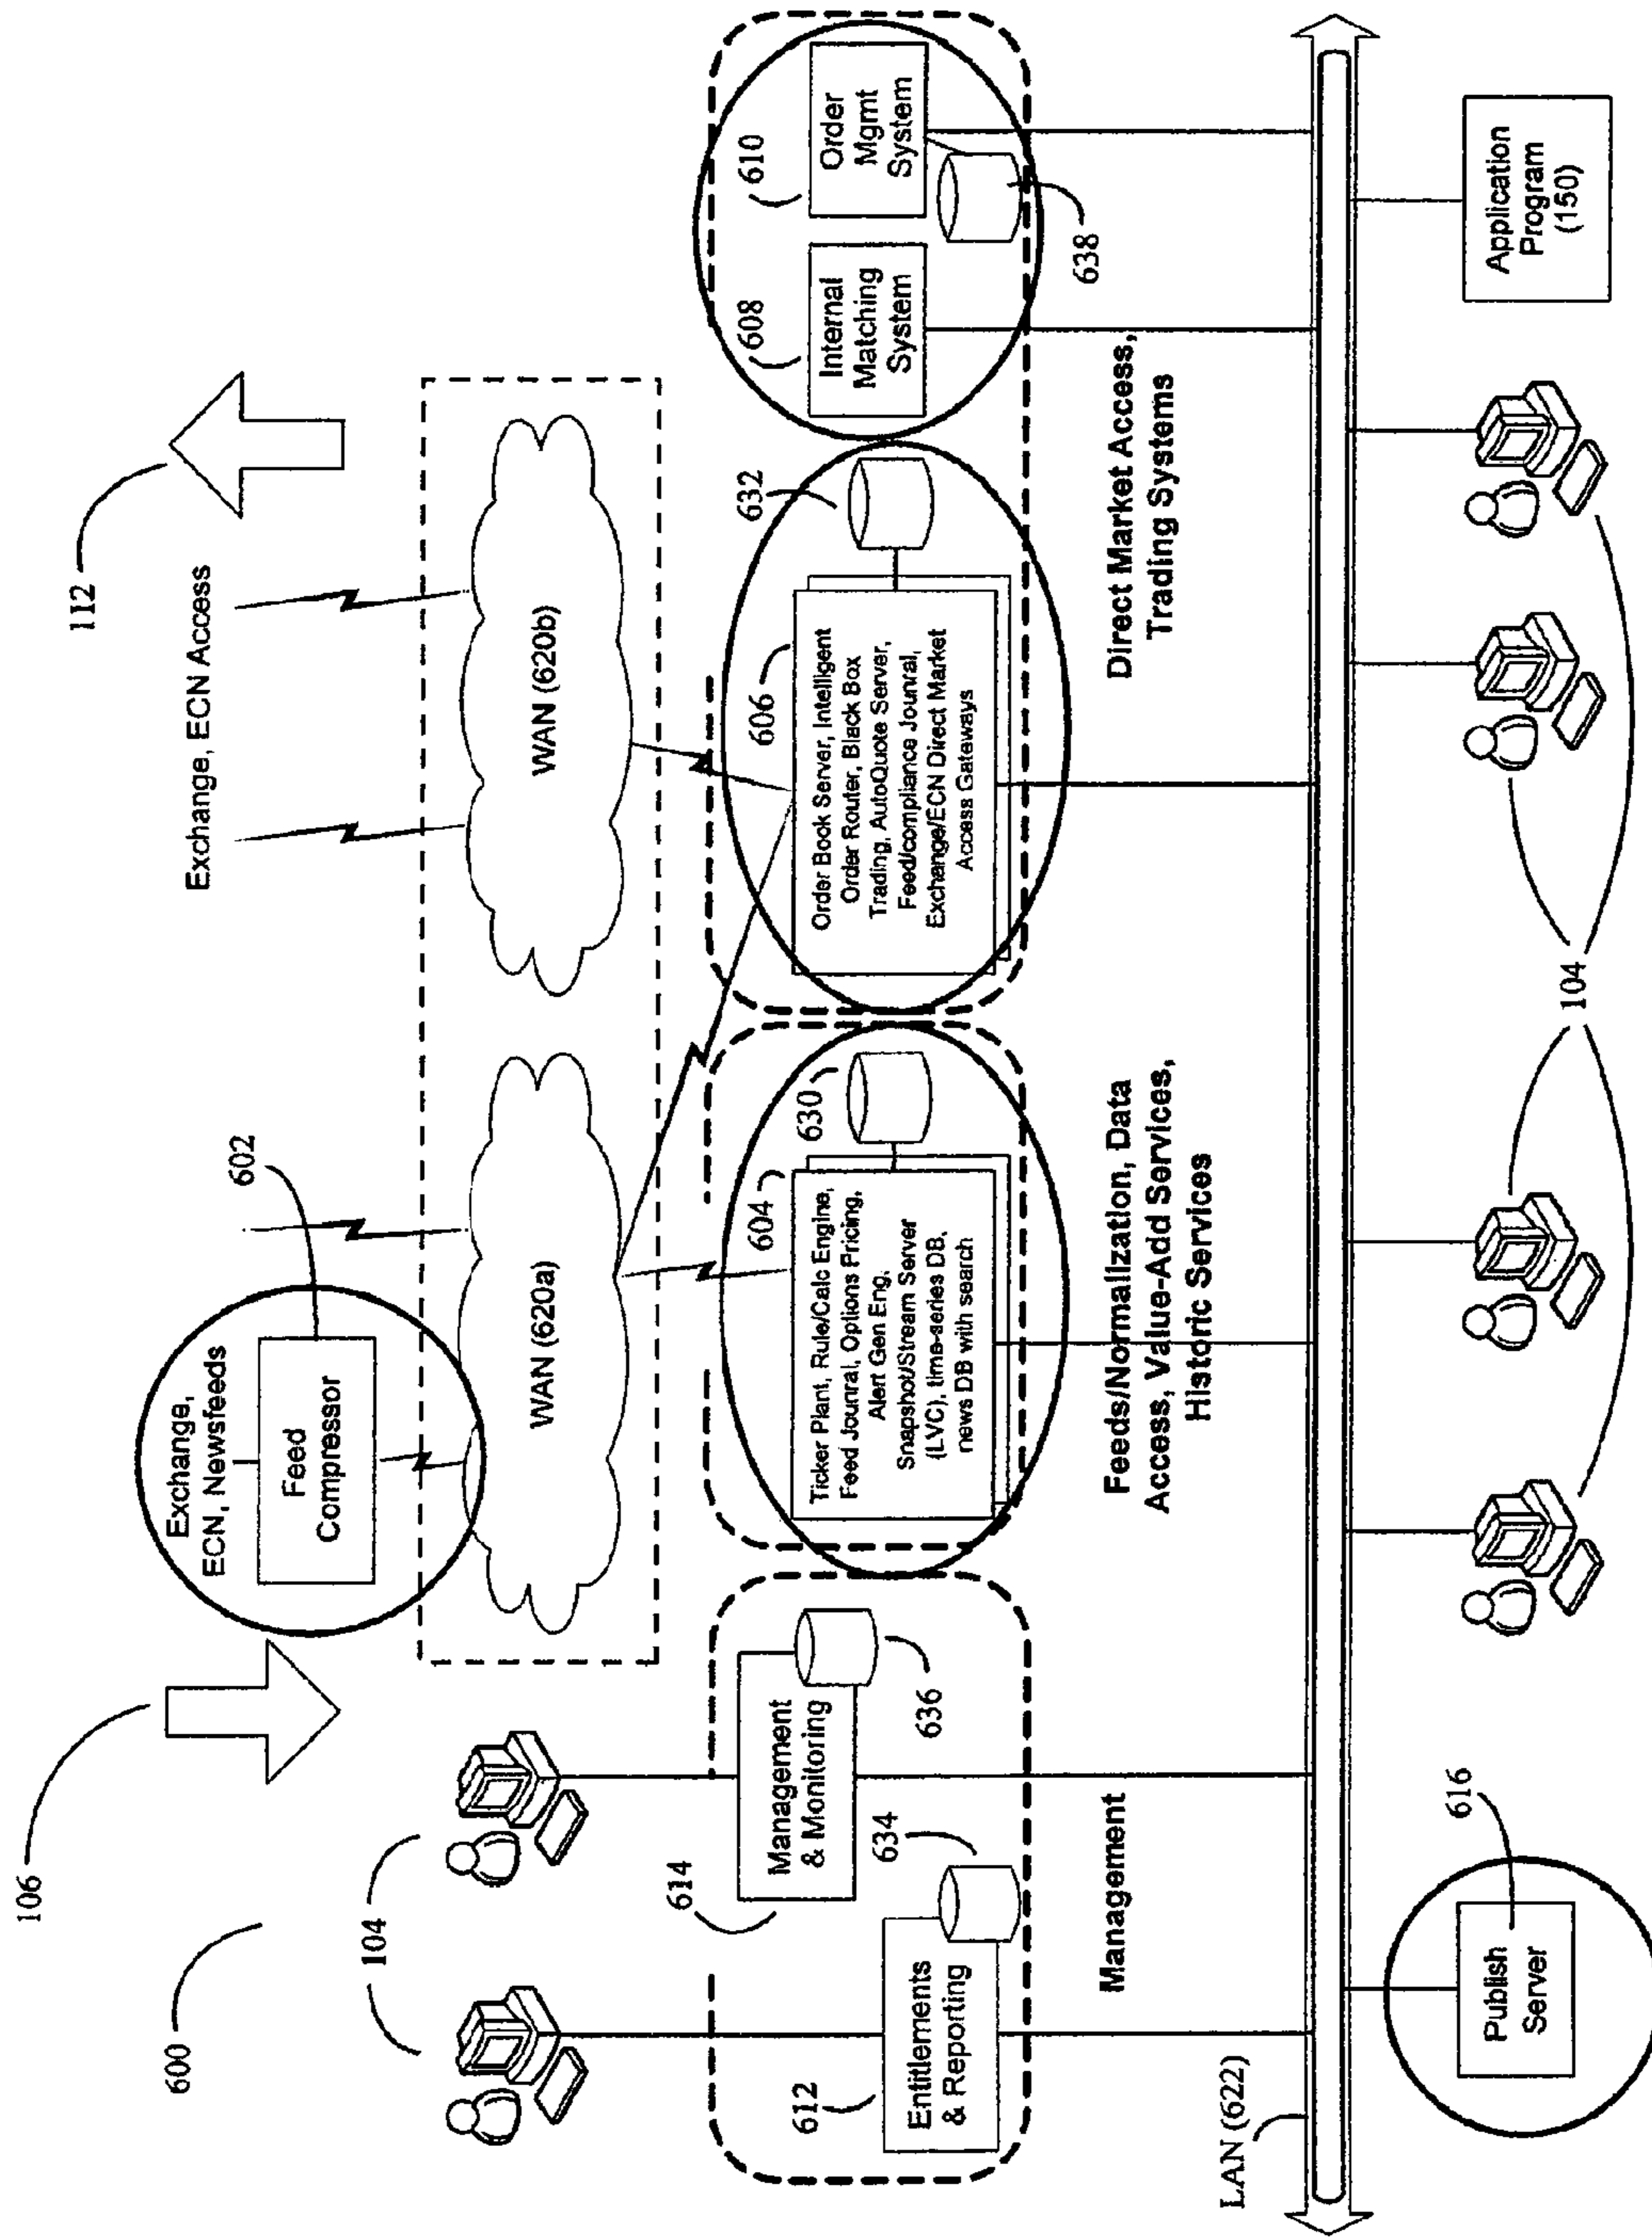 106
600
112
Exchange,
ECN, Newsfeeds
602
Feed
Compressor
Exchange, ECN Access
104
WAN (620a)
WAN (620b)
612
Entitlements
& Reporting
634
614
Management
& Monitoring
636
604
Ticker Plant, Rule/Calc Engine,
Feed Jounral, Options Pricing,
Alert Gen Eng.
Snapshot/Stream Server
(LVC), time-series DB,
news DB with search
630
606
Order Book Server, Intelligent
Order Router, Black Box
Trading, AutoQuote Server,
Feed/compliance Jounral,
Exchange/ECN Direct Market
Access Gateways
632
608
Internal
Matching
System
610
Order
Mgmt
System
638
Management
Feeds/Normalization, Data
Access, Value-Add Services,
Historic Services
Direct Market Access,
Trading Systems
LAN (622)
616
Publish
Server
104
Application
Program
(150)